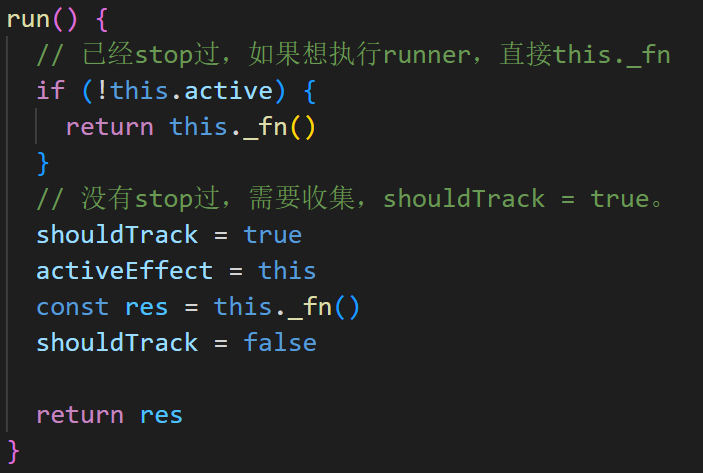 run() {
// 已经stop过，如果想执行runner，直接this._fn
if (!this.active) {
return this._fn()
}
// 没有stop过，需要收集，shouldTrack = true。
shouldTrack = true
activeEffect = this
const res = this._fn()
shouldTrack = false
return res
}